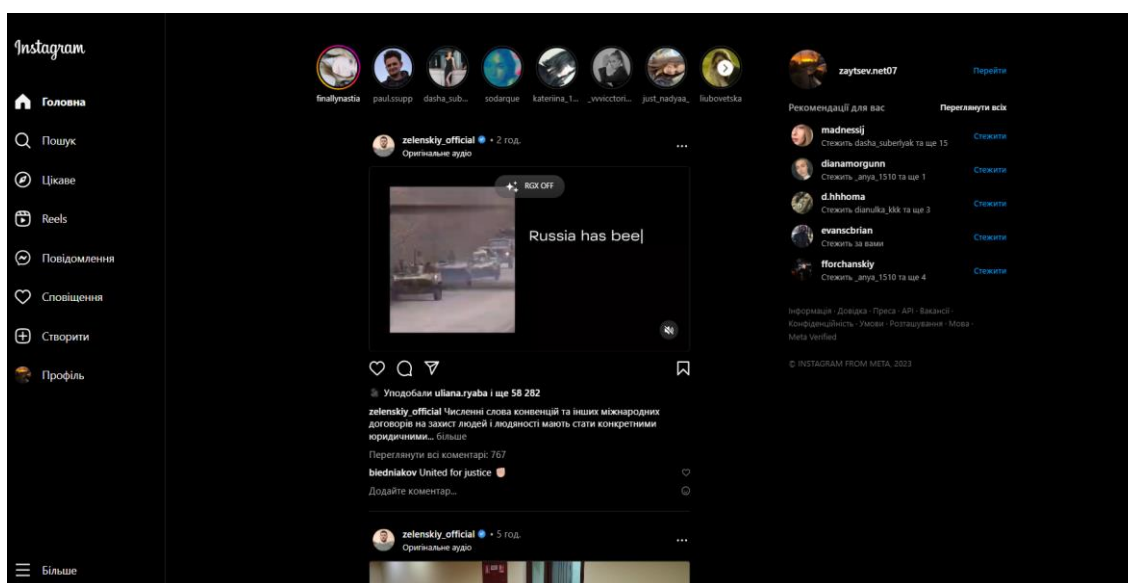 Instagram
Головна
Пошук
Цікаве
Reels
Повідомлення
Сповіщення
Створити
Профіль
Більше
finallynastia
paul.ssupp
dasha_sub...
sodarque
kateriina_1...
_vvvicctori...
just_nadyaa_
liubovetska
zelenskiy_official • 2 год.
Оригінальне аудіо
RGX OFF
Russia has bee
Уподобали uliana.ryaba і ще 58 282
zelenskiy_official Численні слова конвенцій та інших міжнародних
договорів на захист людей і людяності мають стати конкретними
юридичними... більше
Переглянути всі коментарі: 767
biedniakov United for justice
Додайте коментар...
zelenskiy_official • 5 год.
Оригінальне аудіо
zaytsev.net07
Перейти
Рекомендації для вас
Переглянути всіх
madnessij
Стежить dasha_suberlyak та ще 15
Стежити
dianamorgunn
Стежить _anya_1510 та ще 1
Стежити
d.hhhoma
Стежить dianulka_kkk та ще 3
Стежити
evanscbrian
Стежить за вами
Стежити
fforchanskiy
Стежить _anya_1510 та ще 4
Стежити
Інформація · Довідка · Преса · API · Вакансії ·
Конфіденційність · Умови · Розташування · Мова ·
Meta Verified
© INSTAGRAM FROM META, 2023